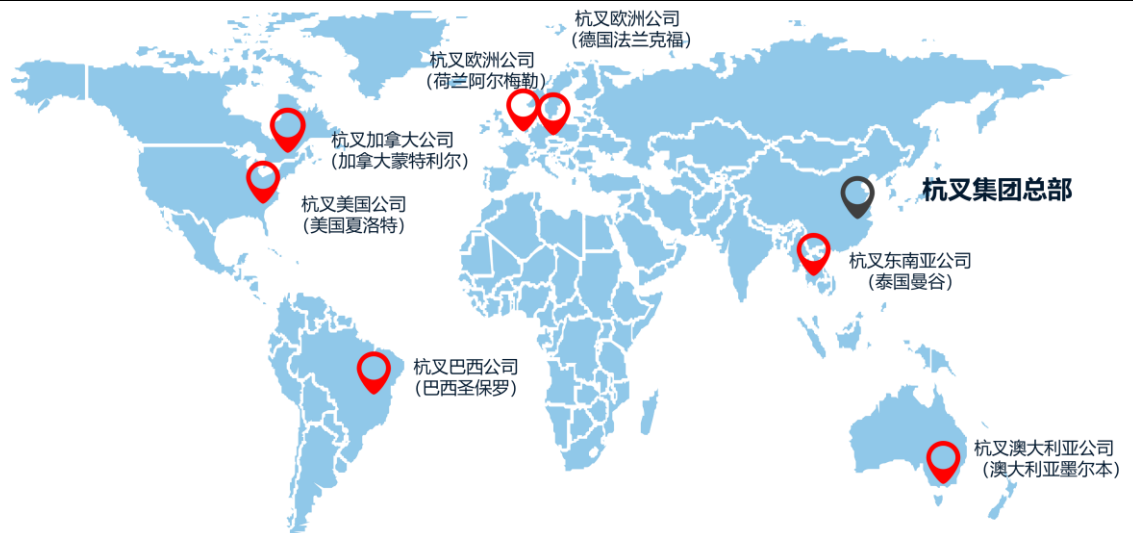 杭叉欧洲公司
（德国法兰克福）
杭叉欧洲公司
（荷兰阿尔梅勒）
杭叉加拿大公司
（加拿大蒙特利尔）
杭叉集团总部
杭叉美国公司
（美国夏洛特）
杭叉东南亚公司
（泰国曼谷）
杭叉巴西公司
（巴西圣保罗）
杭叉澳大利亚公司
（澳大利亚墨尔本）